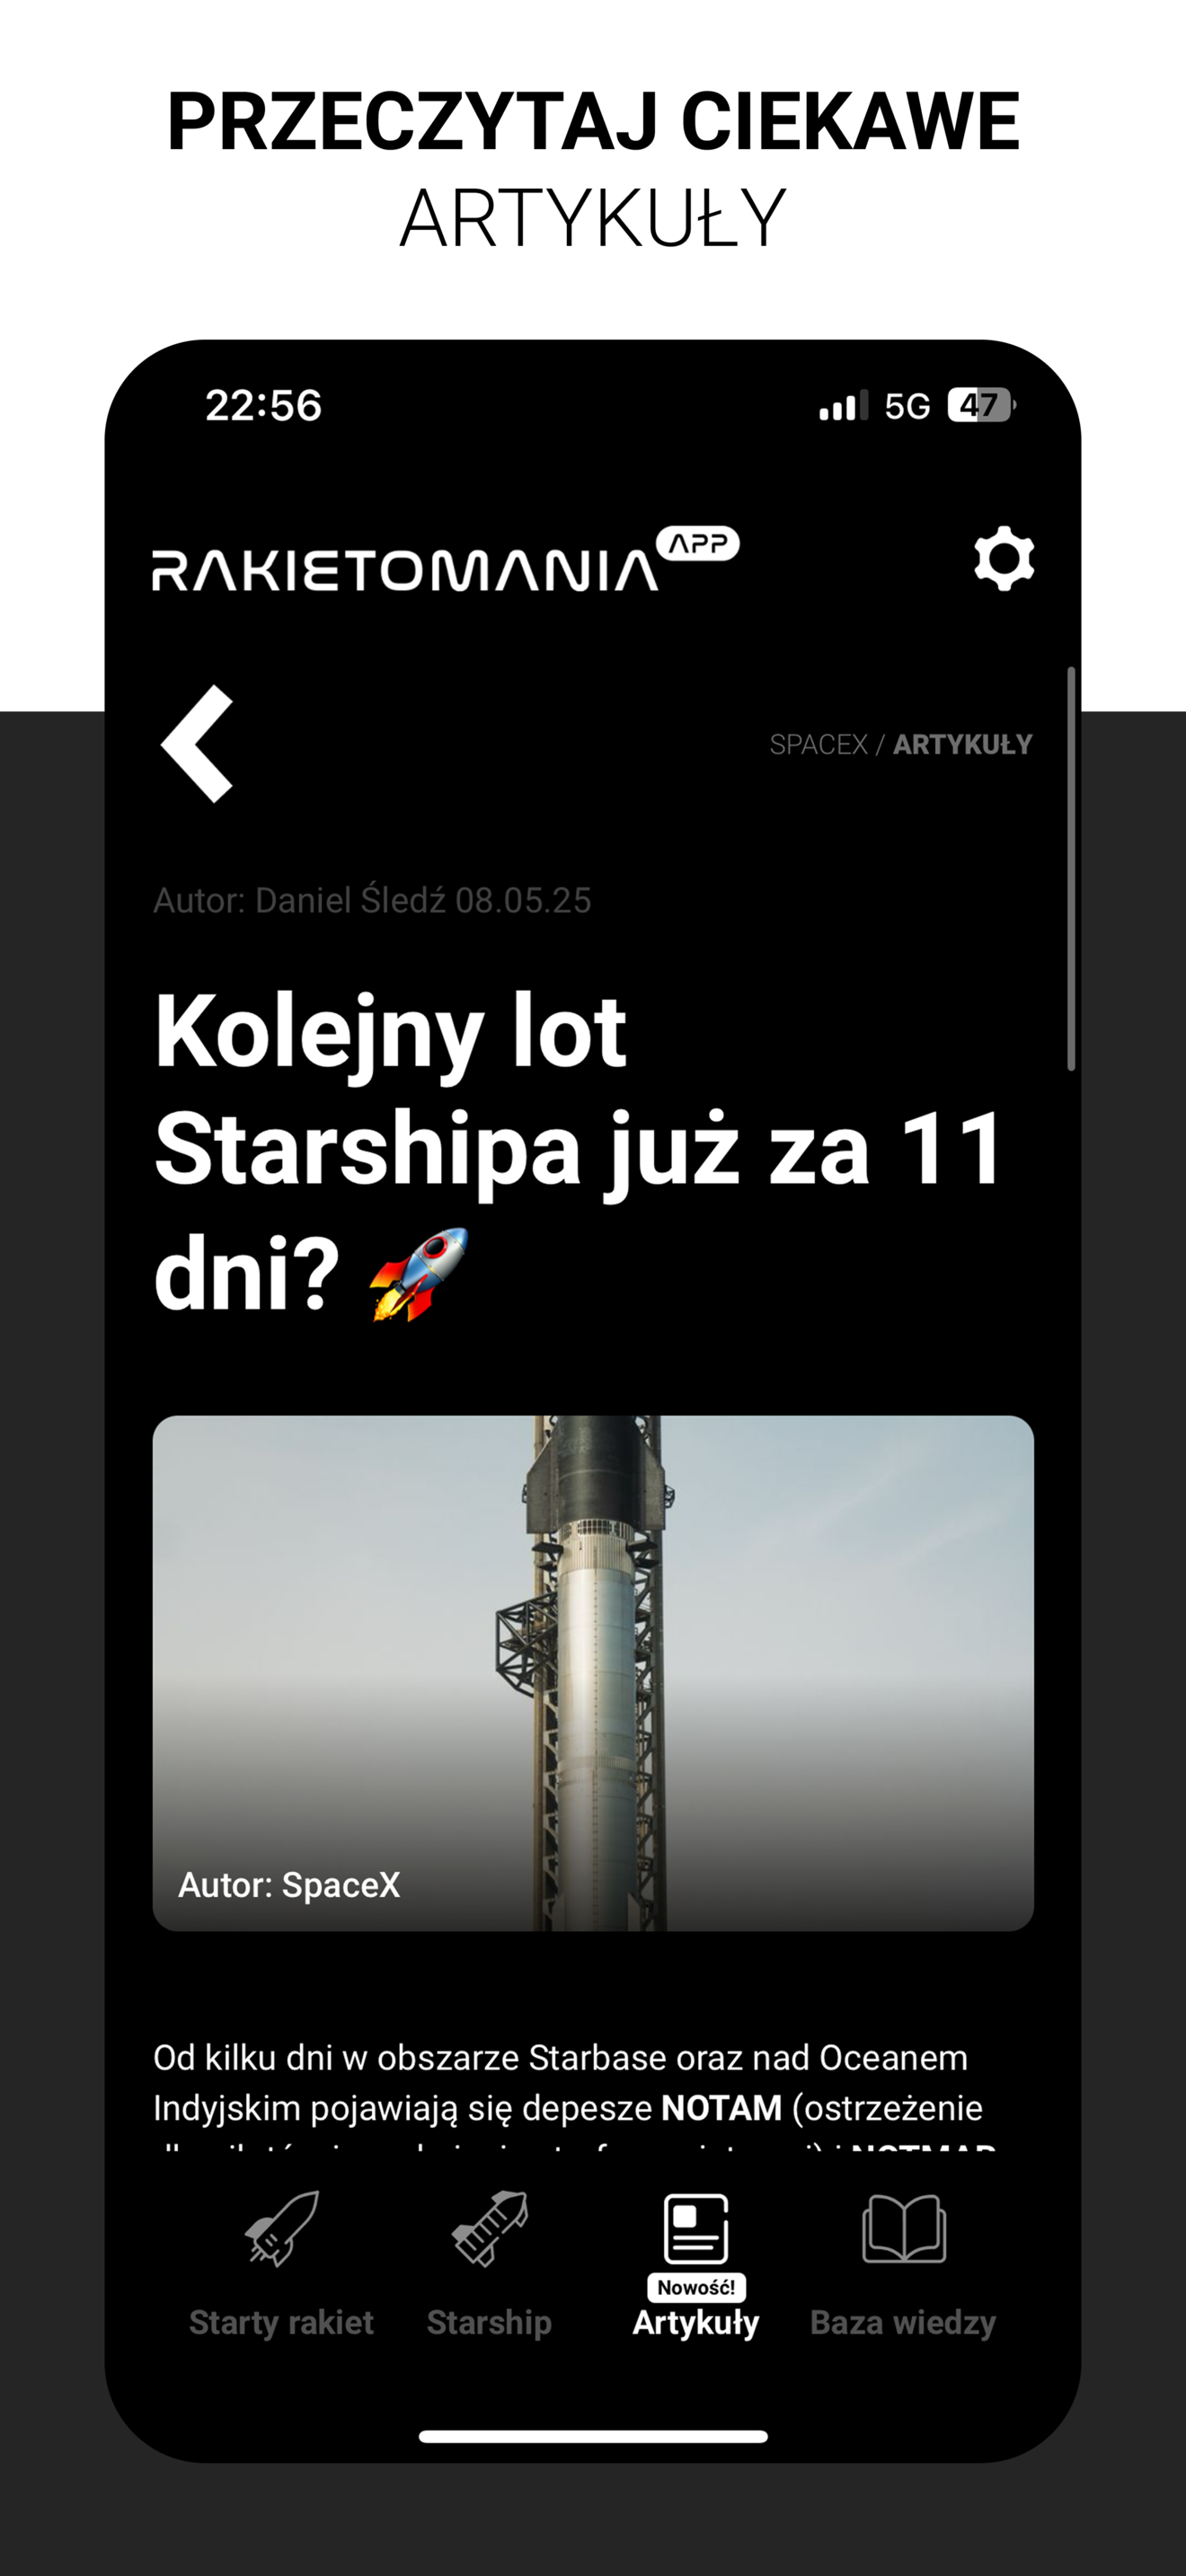 PRZECZYTAJ CIEKAWE
ARTYKUŁY
22:56
5G 47
RAKIETOMANIA APP
SPACEX / ARTYKUŁY
Autor: Daniel Śledź 08.05.25
Kolejny lot
Starshipa już za 11
dni? 🚀
Autor: SpaceX
Od kilku dni w obszarze Starbase oraz nad Oceanem
Indyjskim pojawiają się depesze NOTAM (ostrzeżenie
Nowość!
Starty rakiet Starship Artykuły Baza wiedzy